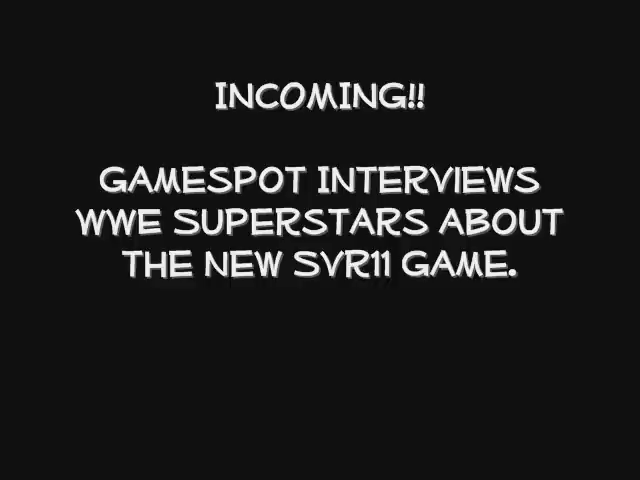 INCOMING!!
GAMESPOT INTERVIEWS
WWE SUPERSTARS ABOUT
THE NEW SVR11 GAME.